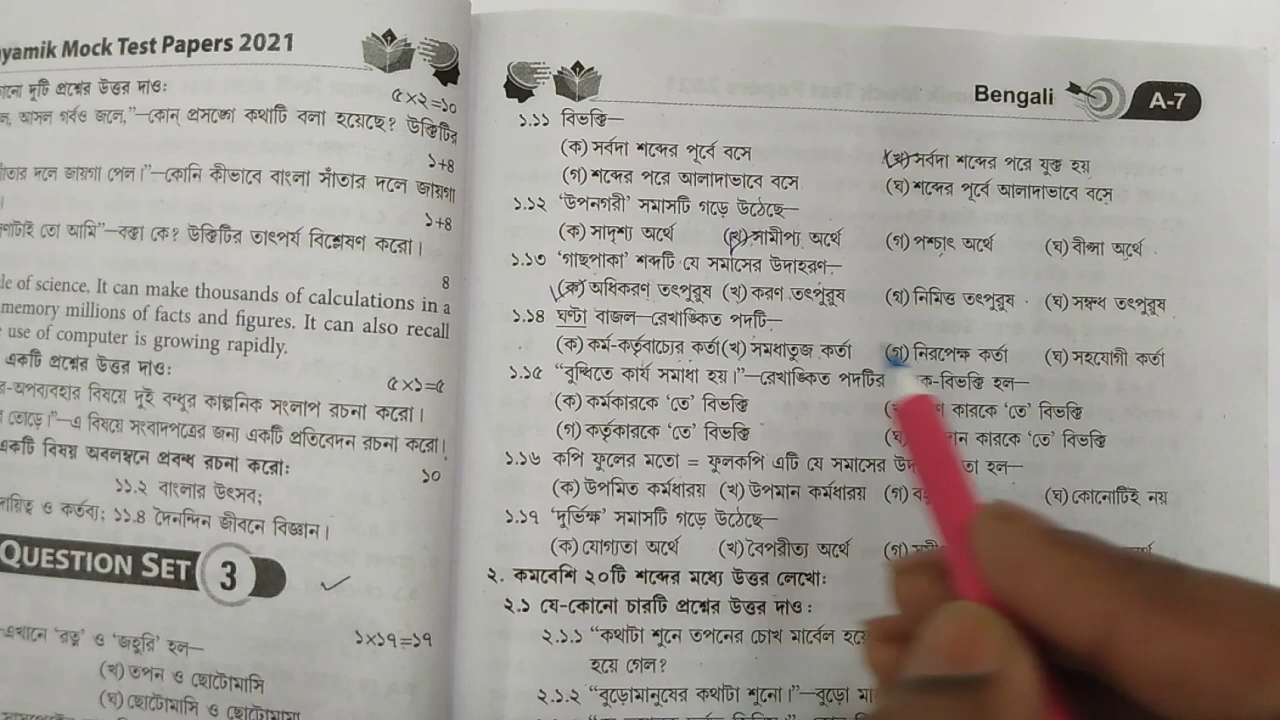 yamik Mock Test Papers 2021
দুটি প্রশ্নের উত্তর দাও:
৫×২=১০
আসল গর্বও জলে,”—কোন্ প্রসঙ্গে কথাটি বলা হয়েছে? উক্তিটির
১+৪
দলে জায়গা পেল।”—কোনি কীভাবে বাংলা সাঁতার দলে জায়গা
১+৪
তো আমি”—বক্তা কে? উক্তিটির তাৎপর্য বিশ্লেষণ করো।
8
le of science. It can make thousands of calculations in a
memory millions of facts and figures. It can also recall
use of computer is growing rapidly.
একটি প্রশ্নের উত্তর দাও:
৫×১=৫
র-অপব্যবহার বিষয়ে দুই বন্ধুর কাল্পনিক সংলাপ রচনা করো।
তোড়ে।”—এ বিষয়ে সংবাদপত্রের জন্য একটি প্রতিবেদন রচনা করো।
একটি বিষয় অবলম্বনে প্রবন্ধ রচনা করো:
১০
১১.২ বাংলার উৎসব;
ও কর্তব্য; ১১.৪ দৈনন্দিন জীবনে বিজ্ঞান।
QUESTION SET 3
এখানে ‘রত্ন’ ও ‘জহুরি’ হল—
১×১৭=১৭
(খ) তপন ও ছোটোমাসি
(ঘ) ছোটোমাসি ও ছোটোমামা
Bengali A-7
১.১১ বিভক্তি—
(ক) সর্বদা শব্দের পূর্বে বসে (খ) সর্বদা শব্দের পরে যুক্ত হয়
(গ) শব্দের পরে আলাদাভাবে বসে (ঘ) শব্দের পূর্বে আলাদাভাবে বসে
১.১২ ‘উপনগরী’ সমাসটি গড়ে উঠেছে—
(ক) সাদৃশ্য অর্থে (খ) সামীপ্য অর্থে (গ) পশ্চাৎ অর্থে (ঘ) বীপ্সা অর্থে
১.১৩ ‘গাছপাকা’ শব্দটি যে সমাসের উদাহরণ—
(ক) অধিকরণ তৎপুরুষ (খ) করণ তৎপুরুষ (গ) নিমিত্ত তৎপুরুষ (ঘ) সম্বন্ধ তৎপুরুষ
১.১৪ ঘণ্টা বাজল—রেখাঙ্কিত পদটি—
(ক) কর্ম-কর্তৃবাচ্যের কর্তা (খ) সমধাতুজ কর্তা (গ) নিরপেক্ষ কর্তা (ঘ) সহযোগী কর্তা
১.১৫ “বুদ্ধিতে কার্য সমাধা হয়।”—রেখাঙ্কিত পদটির ক-বিভক্তি হল—
(ক) কর্মকারকে ‘তে’ বিভক্তি কারকে ‘তে’ বিভক্তি
(গ) কর্তৃকারকে ‘তে’ বিভক্তি (ঘ) কারকে ‘তে’ বিভক্তি
১.১৬ কপি ফুলের মতো = ফুলকপি এটি যে সমাসের তা হল—
(ক) উপমিত কর্মধারয় (খ) উপমান কর্মধারয় (গ) (ঘ) কোনোটিই নয়
১.১৭ ‘দুর্ভিক্ষ’ সমাসটি গড়ে উঠেছে—
(ক) যোগ্যতা অর্থে (খ) বৈপরীত্য অর্থে (গ)
২. কমবেশি ২০টি শব্দের মধ্যে উত্তর লেখো:
২.১ যে-কোনো চারটি প্রশ্নের উত্তর দাও:
২.১.১ “কথাটা শুনে তপনের চোখ মার্বেল হয়ে
হয়ে গেল?
২.১.২ “বুড়োমানুষের কথাটা শুনো।”—বুড়ো